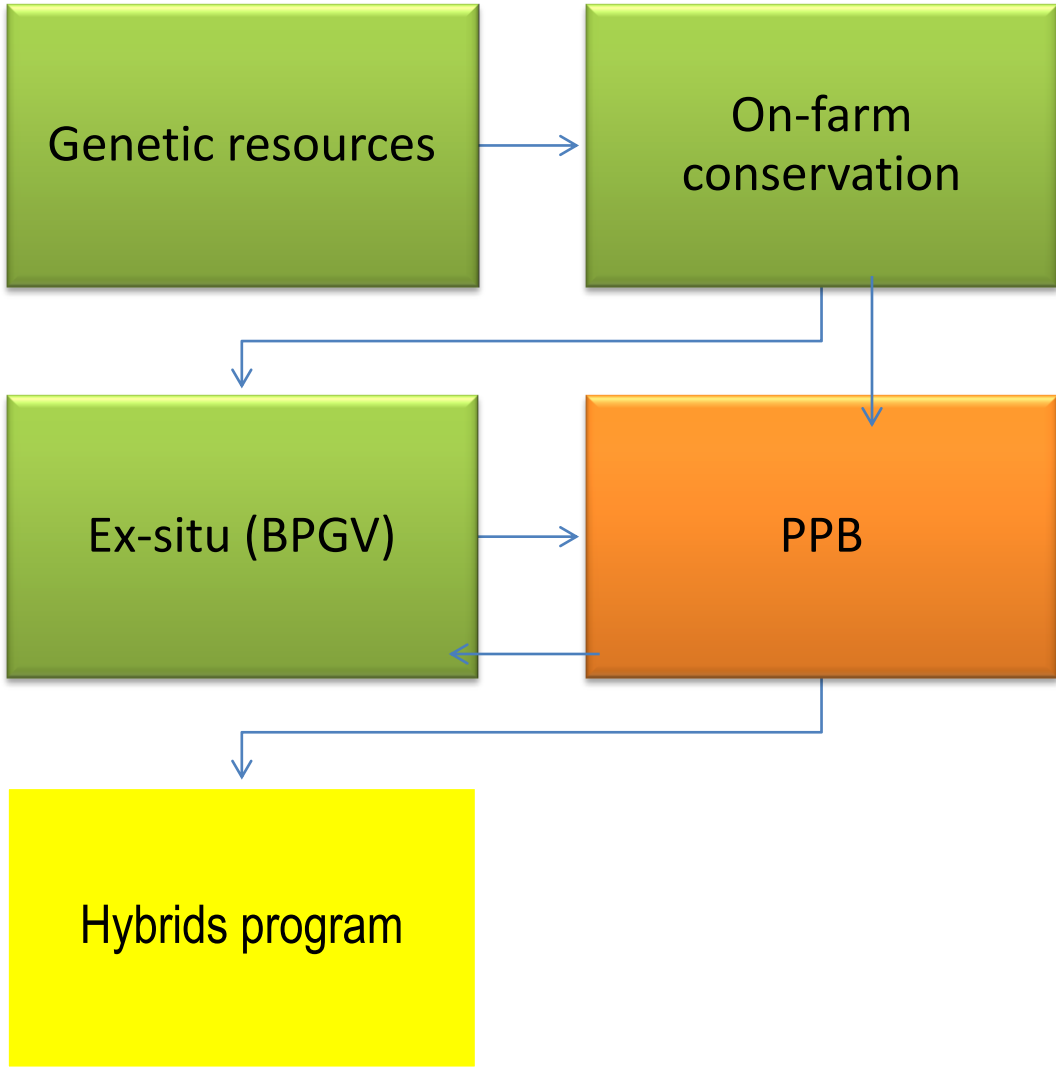 Genetic resources
On-farm
conservation
Ex-situ (BPGV)
PPB
Hybrids program